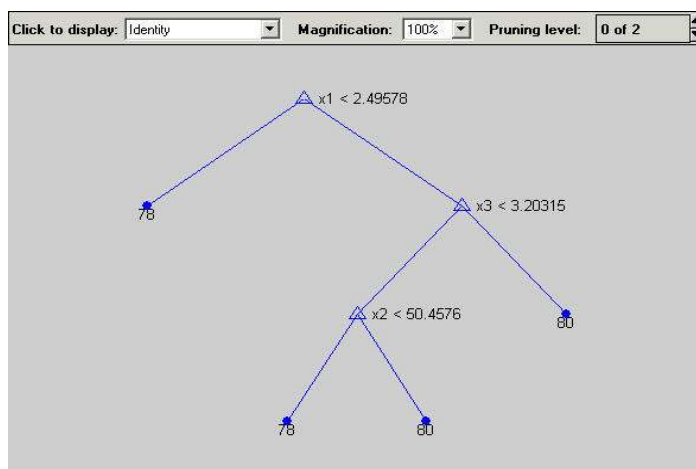 Click to display: Identity Magnification: 100% Pruning level: 0 of 2
x1 < 2.49578
78
x3 < 3.20315
x2 < 50.4576
80
78
80